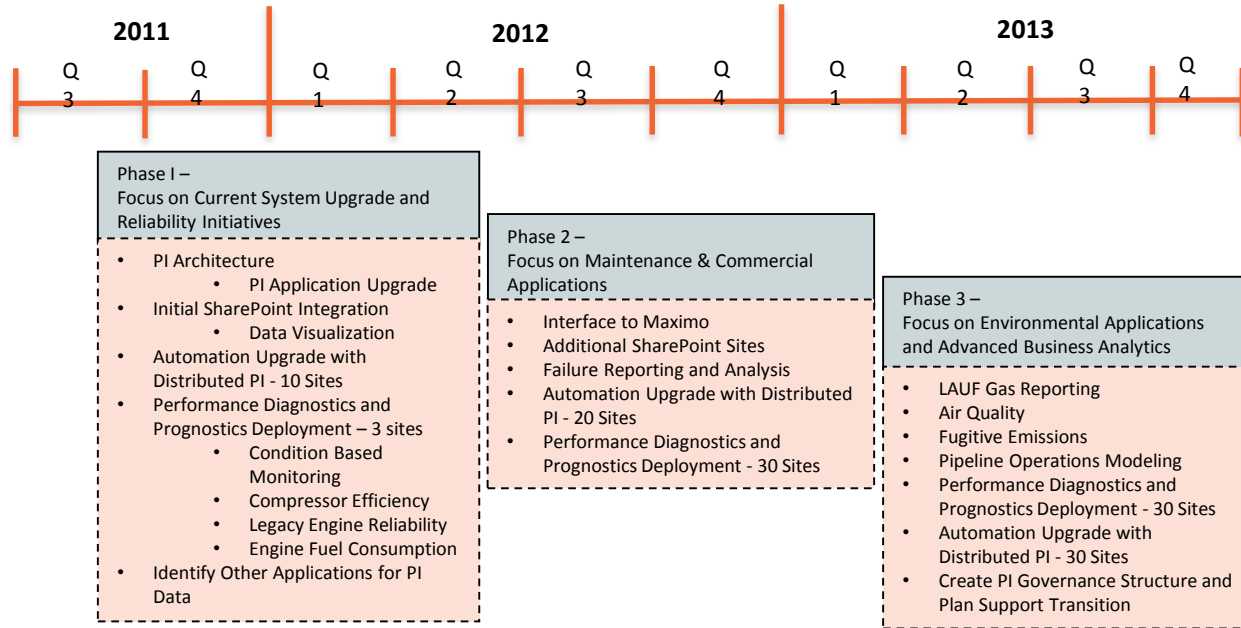 2011
2012
2013
Q
3
Q
4
Q
1
Q
2
Q
3
Q
4
Q
1
Q
2
Q
3
Q
4
Phase I –
Focus on Current System Upgrade and
Reliability Initiatives
• PI Architecture
• PI Application Upgrade
• Initial SharePoint Integration
• Data Visualization
• Automation Upgrade with
Distributed PI - 10 Sites
• Performance Diagnostics and
Prognostics Deployment – 3 sites
• Condition Based
Monitoring
• Compressor Efficiency
• Legacy Engine Reliability
• Engine Fuel Consumption
• Identify Other Applications for PI
Data
Phase 2 –
Focus on Maintenance & Commercial
Applications
• Interface to Maximo
• Additional SharePoint Sites
• Failure Reporting and Analysis
• Automation Upgrade with Distributed
PI - 20 Sites
• Performance Diagnostics and
Prognostics Deployment - 30 Sites
Phase 3 –
Focus on Environmental Applications
and Advanced Business Analytics
• LAUF Gas Reporting
• Air Quality
• Fugitive Emissions
• Pipeline Operations Modeling
• Performance Diagnostics and
Prognostics Deployment - 30 Sites
• Automation Upgrade with
Distributed PI - 30 Sites
• Create PI Governance Structure and
Plan Support Transition